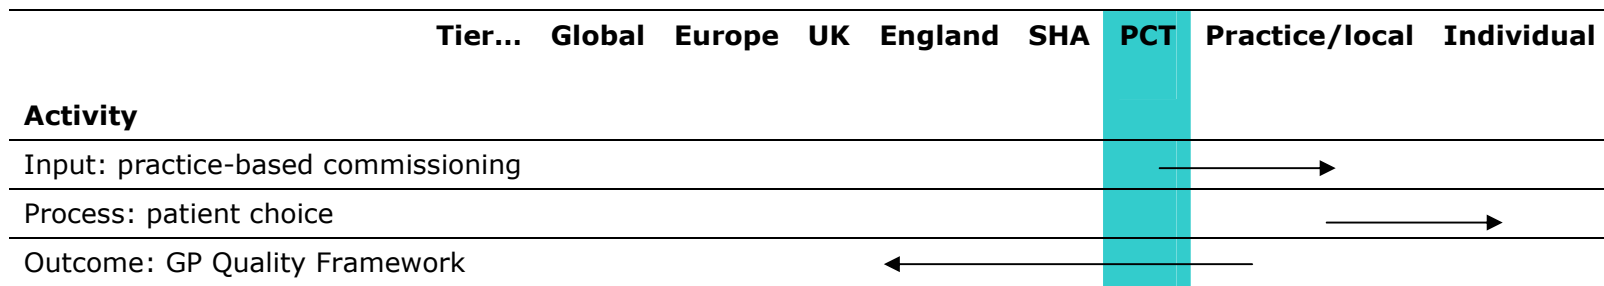 Tier... Global Europe UK England SHA PCT Practice/local Individual
Activity
Input: practice-based commissioning
Process: patient choice
Outcome: GP Quality Framework